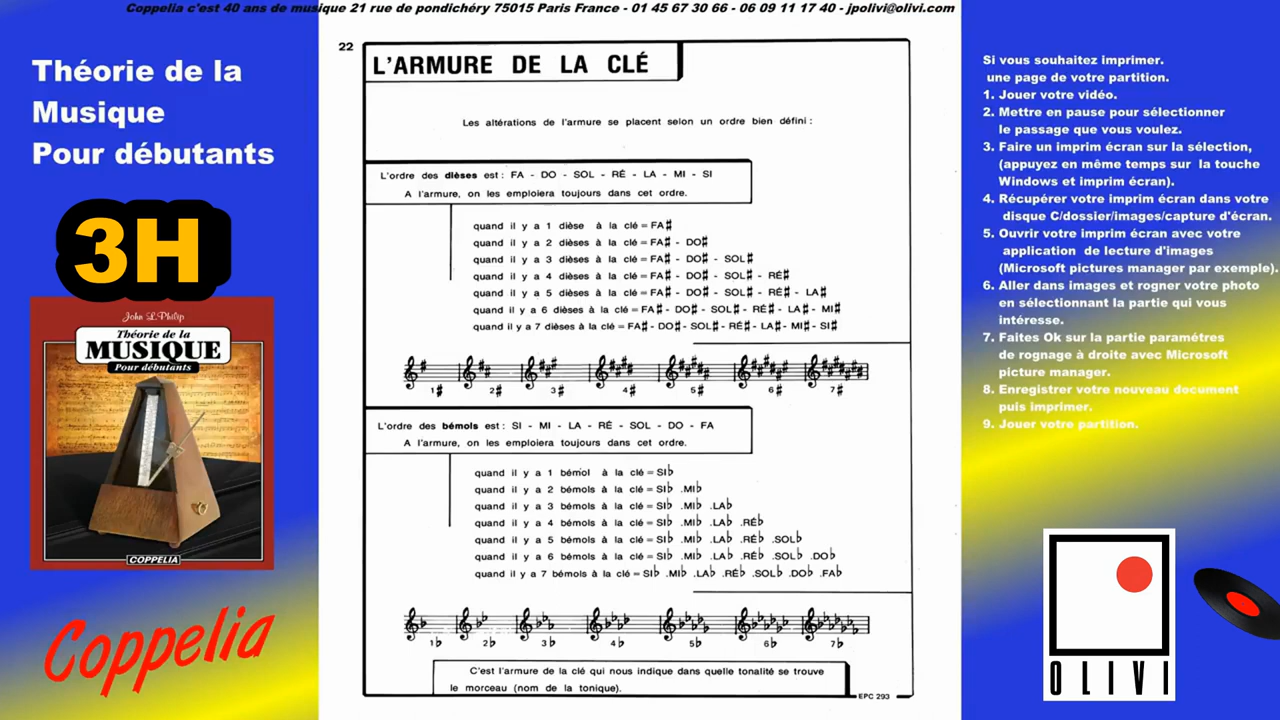 Coppelia c'est 40 ans de musique 21 rue de pondichéry 75015 Paris France - 01 45 67 30 66 - 06 09 11 17 40 - jpolivi@olivi.com
Théorie de la
Musique
Pour débutants
3H
John L.Philip
Théorie de la
MUSIQUE
Pour débutants
COPPELIA
Coppelia
22
L'ARMURE DE LA CLÉ
Les altérations de l'armure se placent selon un ordre bien défini :
L'ordre des dièses est : FA - DO - SOL - RÉ - LA - MI - SI
A l'armure, on les emploiera toujours dans cet ordre.
quand il y a 1 dièse à la clé = FA♯
quand il y a 2 dièses à la clé = FA♯ - DO♯
quand il y a 3 dièses à la clé = FA♯ - DO♯ - SOL♯
quand il y a 4 dièses à la clé = FA♯ - DO♯ - SOL♯ - RÉ♯
quand il y a 5 dièses à la clé = FA♯ - DO♯ - SOL♯ - RÉ♯ - LA♯
quand il y a 6 dièses à la clé = FA♯ - DO♯ - SOL♯ - RÉ♯ - LA♯ - MI♯
quand il y a 7 dièses à la clé = FA♯ - DO♯ - SOL♯ - RÉ♯ - LA♯ - MI♯ - SI♯
1♯ 2♯ 3♯ 4♯ 5♯ 6♯ 7♯
L'ordre des bémols est : SI - MI - LA - RÉ - SOL - DO - FA
A l'armure, on les emploiera toujours dans cet ordre.
quand il y a 1 bémol à la clé = SI♭
quand il y a 2 bémols à la clé = SI♭ .MI♭
quand il y a 3 bémols à la clé = SI♭ .MI♭ .LA♭
quand il y a 4 bémols à la clé = SI♭ .MI♭ .LA♭ .RÉ♭
quand il y a 5 bémols à la clé = SI♭ .MI♭ .LA♭ .RÉ♭ .SOL♭
quand il y a 6 bémols à la clé = SI♭ .MI♭ .LA♭ .RÉ♭ .SOL♭ .DO♭
quand il y a 7 bémols à la clé = SI♭ .MI♭ .LA♭ .RÉ♭ .SOL♭ .DO♭ .FA♭
1♭ 2♭ 3♭ 4♭ 5♭ 6♭ 7♭
C'est l'armure de la clé qui nous indique dans quelle tonalité se trouve
le morceau (nom de la tonique).
EPC 293
Si vous souhaitez imprimer.
une page de votre partition.
1. Jouer votre vidéo.
2. Mettre en pause pour sélectionner
le passage que vous voulez.
3. Faire un imprim écran sur la sélection,
(appuyez en même temps sur la touche
Windows et imprim écran).
4. Récupérer votre imprim écran dans votre
disque C/dossier/images/capture d'écran.
5. Ouvrir votre imprim écran avec votre
application de lecture d'images
(Microsoft pictures manager par exemple).
6. Aller dans images et rogner votre photo
en sélectionnant la partie qui vous
intéresse.
7. Faites Ok sur la partie paramétres
de rognage à droite avec Microsoft
picture manager.
8. Enregistrer votre nouveau document
puis imprimer.
9. Jouer votre partition.
OLIVI